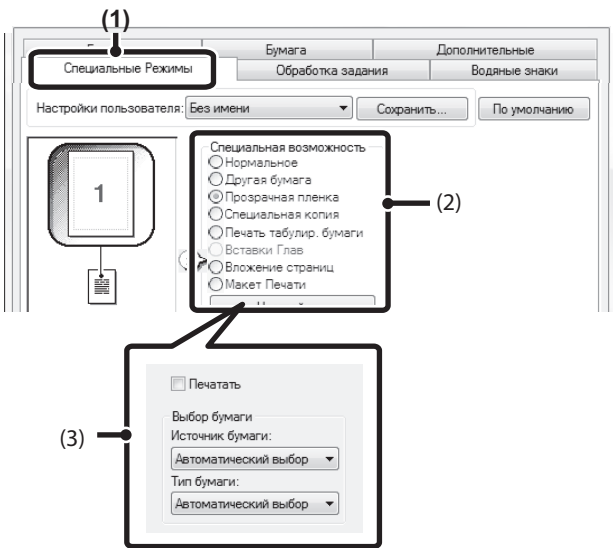 (1)
Бумага
Дополнительные
Специальные Режимы
Обработка задания
Водяные знаки
Настройки пользователя: Без имени
Сохранить...
По умолчанию
Специальная возможность
Нормальное
Другая бумага
Прозрачная пленка
Специальная копия
Печать табулир. бумаги
Вставки Глав
Вложение страниц
Макет Печати
1
(2)
Печатать
Выбор бумаги
Источник бумаги:
Автоматический выбор
Тип бумаги:
Автоматический выбор
(3)